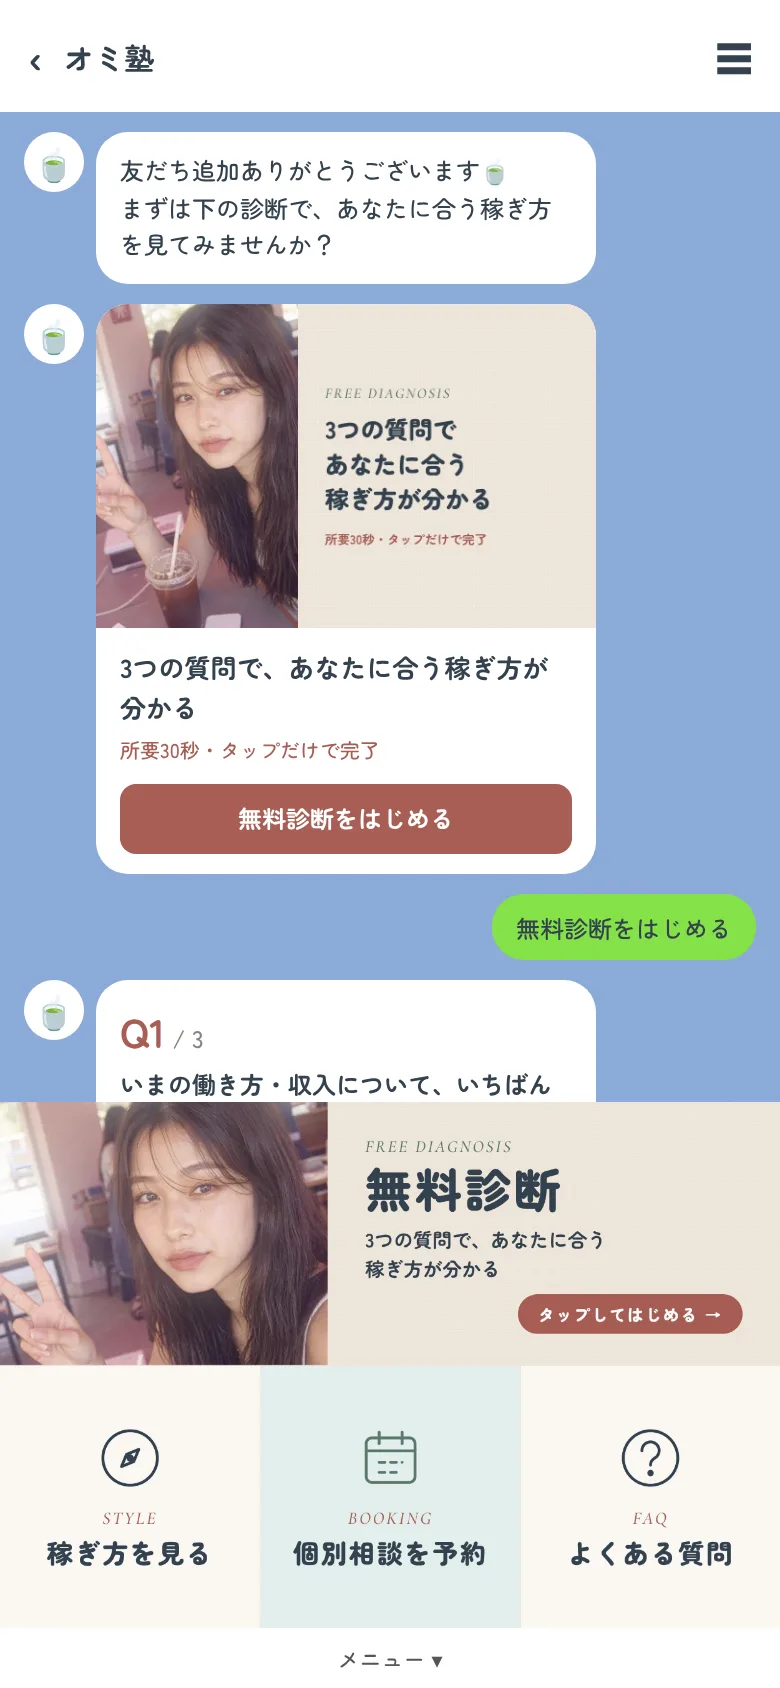 オミ塾
友だち追加ありがとうございます🍵
まずは下の診断で、あなたに合う稼ぎ方
を見てみませんか？
FREE DIAGNOSIS
3つの質問で
あなたに合う
稼ぎ方が分かる
所要30秒・タップだけで完了
3つの質問で、あなたに合う稼ぎ方が
分かる
所要30秒・タップだけで完了
無料診断をはじめる
無料診断をはじめる
Q1 / 3
いまの働き方・収入について、いちばん
FREE DIAGNOSIS
無料診断
3つの質問で、あなたに合う
稼ぎ方が分かる
タップしてはじめる →
STYLE
稼ぎ方を見る
BOOKING
個別相談を予約
FAQ
よくある質問
メニュー ▼